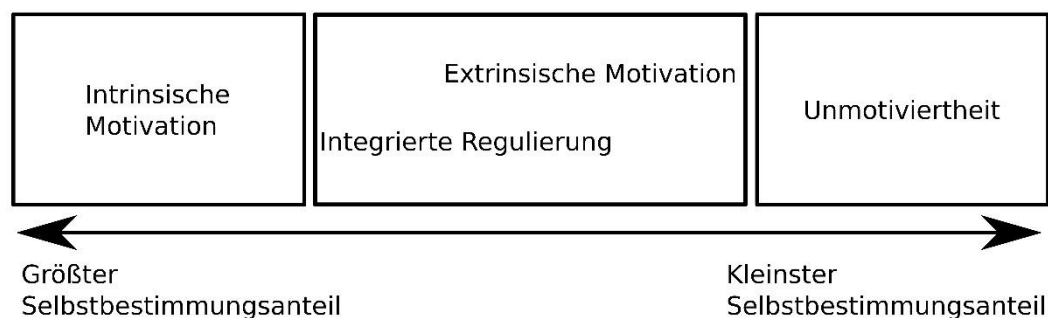 Intrinsische
Motivation
Extrinsische Motivation
Integrierte Regulierung
Unmotiviertheit
Größter
Selbstbestimmungsanteil
Kleinster
Selbstbestimmungsanteil